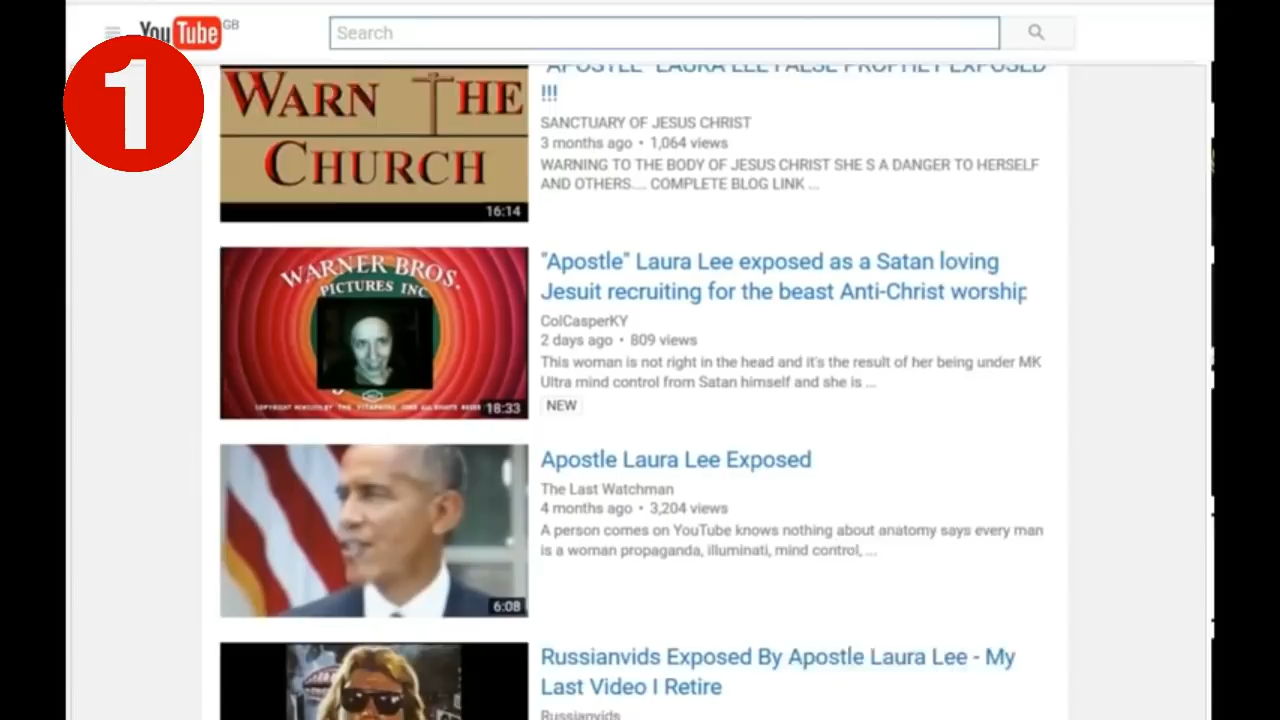 1
YouTube GB
Search
"APOSTLE" LAURA LEE FALSE PROPHET EXPOSED
!!!
SANCTUARY OF JESUS CHRIST
3 months ago • 1,064 views
WARNING TO THE BODY OF JESUS CHRIST SHE S A DANGER TO HERSELF
AND OTHERS.... COMPLETE BLOG LINK ...
WARN THE
CHURCH
16:14
"Apostle" Laura Lee exposed as a Satan loving
Jesuit recruiting for the beast Anti-Christ worship
ColCasperKY
2 days ago • 809 views
This woman is not right in the head and it's the result of her being under MK
Ultra mind control from Satan himself and she is ...
NEW
WARNER BROS.
PICTURES INC
18:33
Apostle Laura Lee Exposed
The Last Watchman
4 months ago • 3,204 views
A person comes on YouTube knows nothing about anatomy says every man
is a woman propaganda, illuminati, mind control, ...
6:08
Russianvids Exposed By Apostle Laura Lee - My
Last Video I Retire
Russianvids